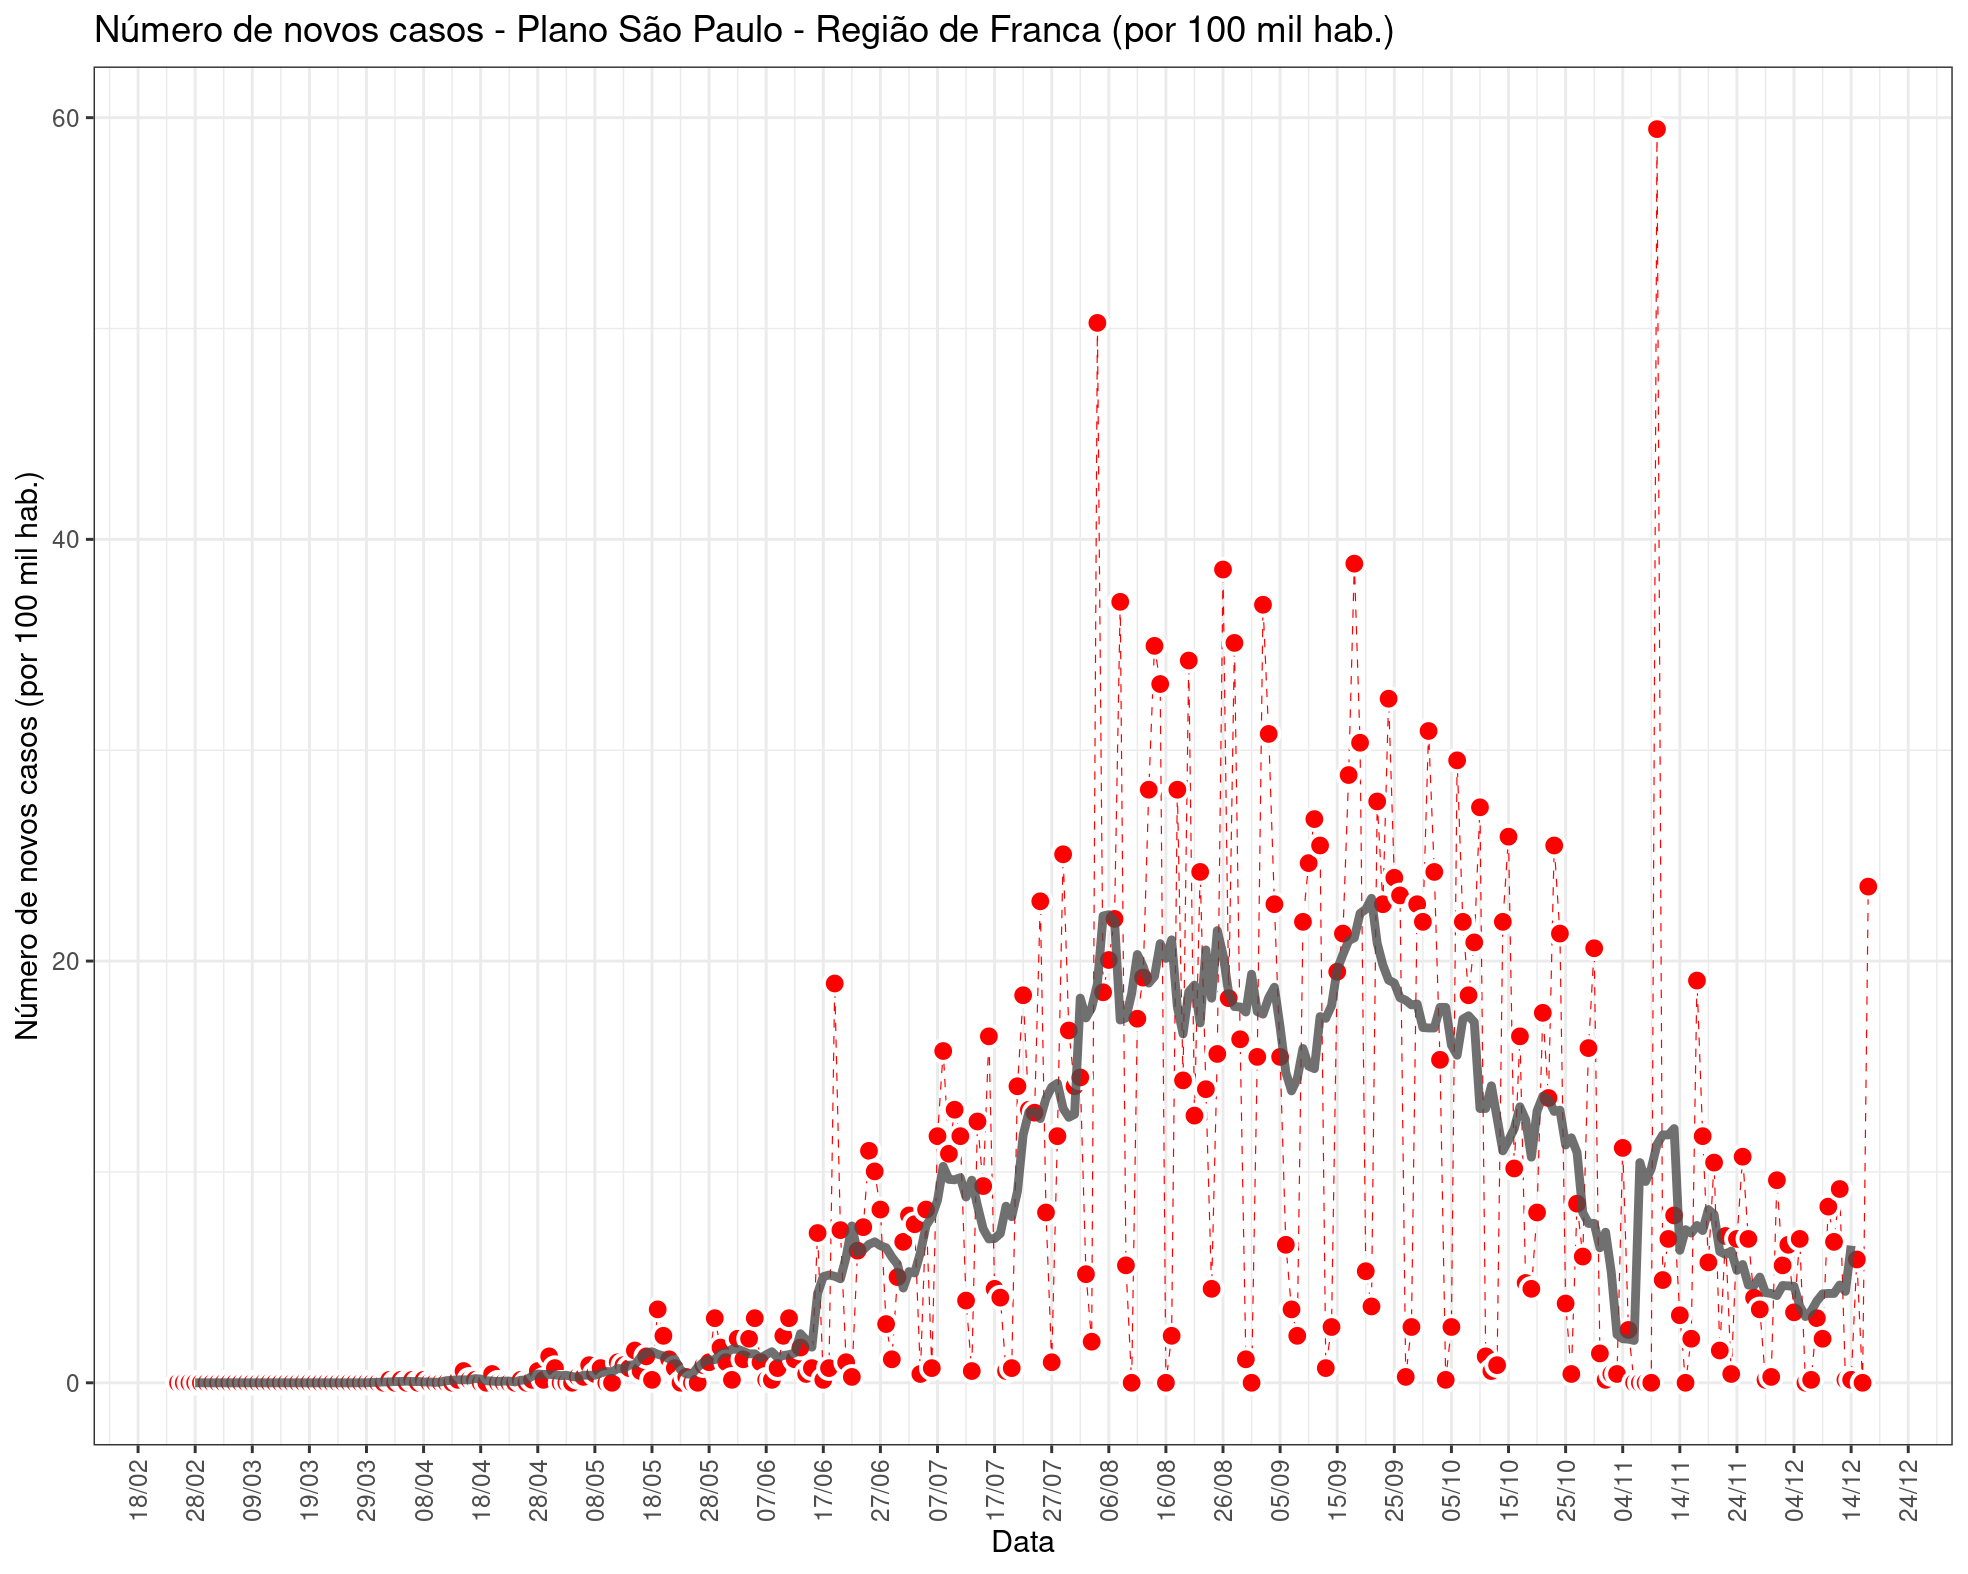 Número de novos casos - Plano São Paulo - Região de Franca (por 100 mil hab.)
Número de novos casos (por 100 mil hab.)
60
40
20
0
18/02 28/02 09/03 19/03 29/03 08/04 18/04 28/04 08/05 18/05 28/05 07/06 17/06 27/06 07/07 17/07 27/07 06/08 16/08 26/08 05/09 15/09 25/09 05/10 15/10 25/10 04/11 14/11 24/11 04/12 14/12 24/12
Data